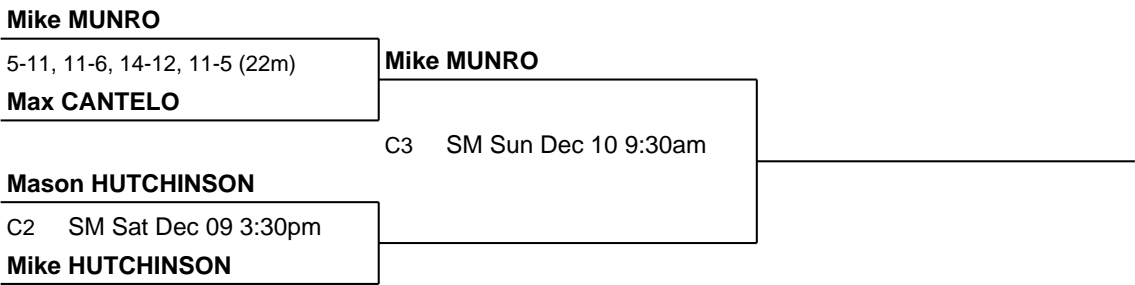 Mike MUNRO
5-11, 11-6, 14-12, 11-5 (22m)
Mike MUNRO
Max CANTELO
C3 SM Sun Dec 10 9:30am
Mason HUTCHINSON
C2 SM Sat Dec 09 3:30pm
Mike HUTCHINSON